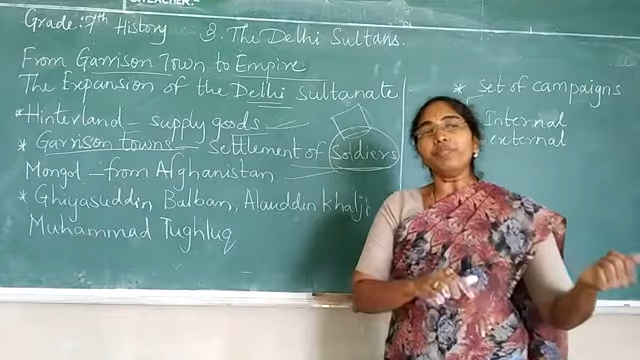 TEACHER:-
Grade: 7th History 3. The Delhi Sultans.
From Garrison Town to Empire
The Expansion of the Delhi Sultanate
* Hinterland - supply goods
* Garrison towns - Settlement of Soldiers
Mongol - from Afghanistan
* Ghiyasuddin Balban, Alauddin Khalji
Muhammad Tughluq
* Set of campaigns
- Internal
- external